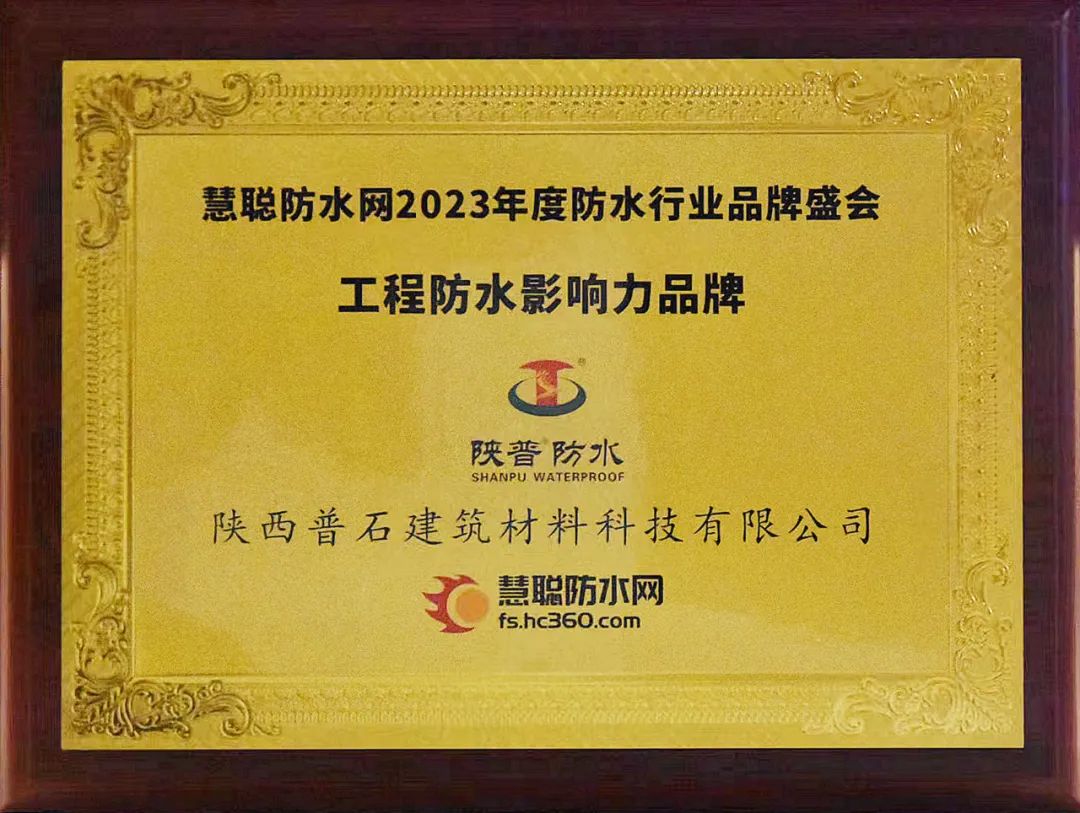 慧聪防水网2023年度防水行业品牌盛会
工程防水影响力品牌
®
陕普®防水
SHANPU WATERPROOF
陕西普石建筑材料科技有限公司
慧聪防水网
fs.hc360.com